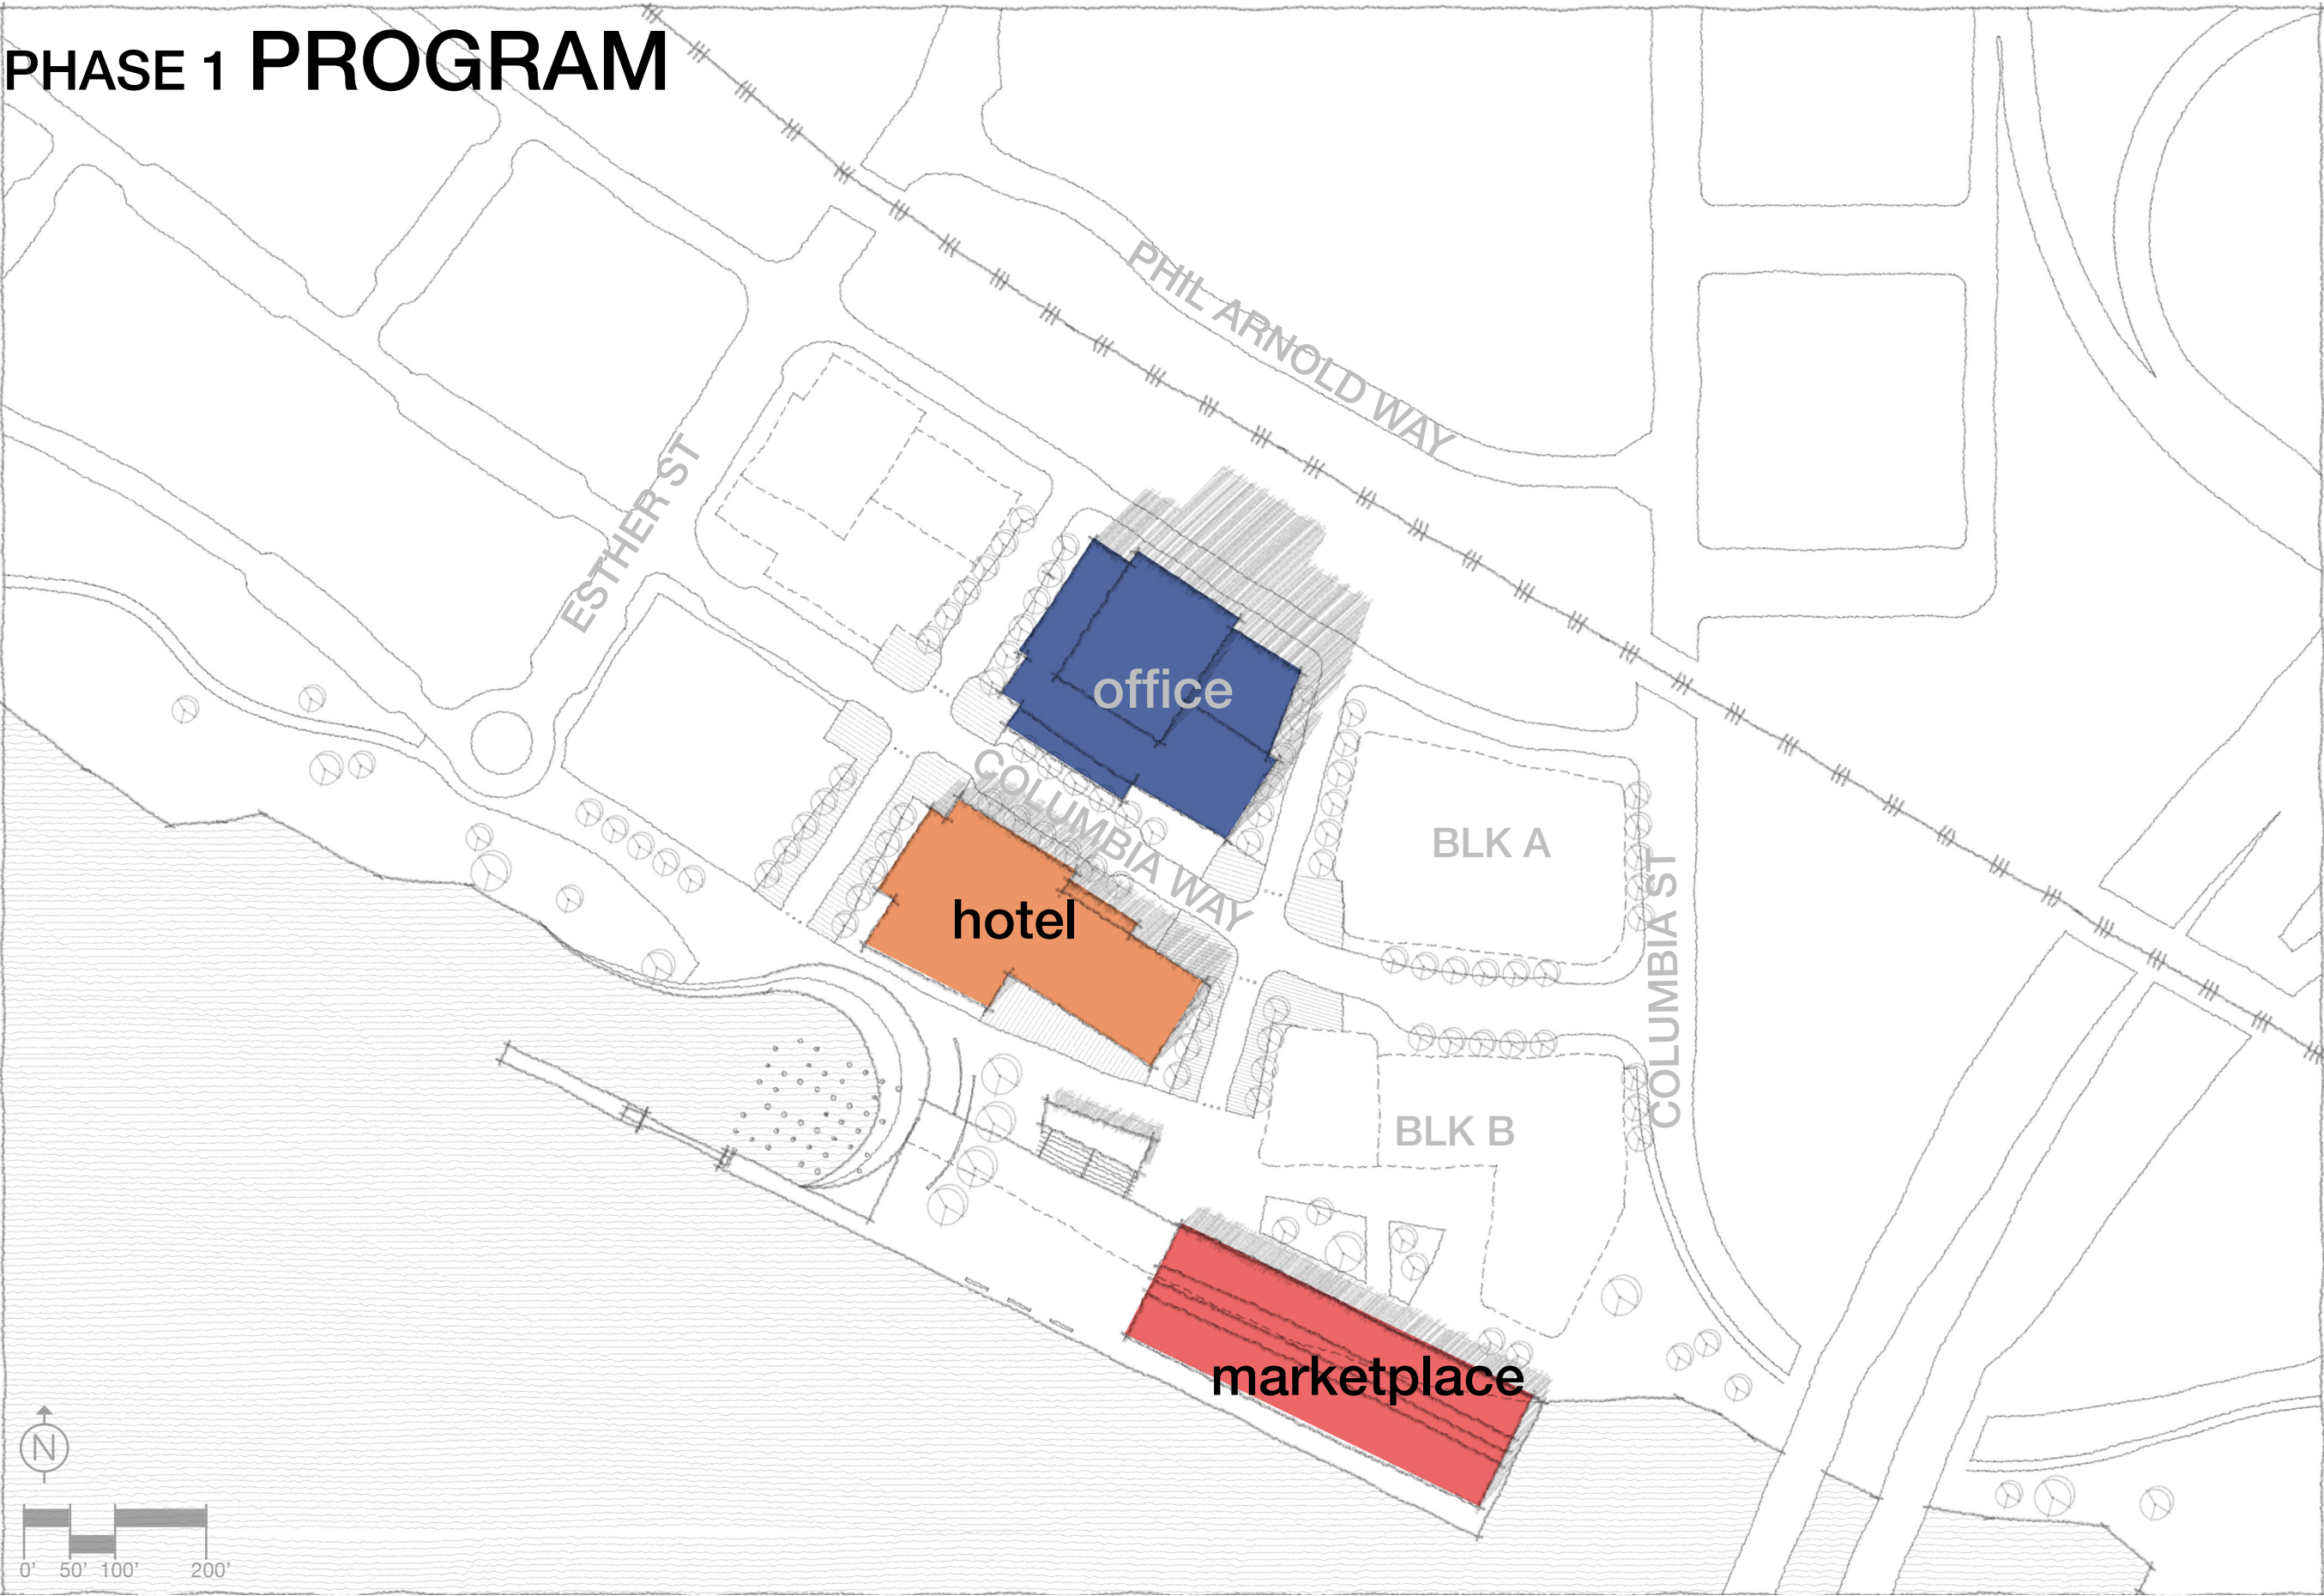 PHASE 1 PROGRAM
PHIL ARNOLD WAY
ESTHER ST
office
COLUMBIA WAY
BLK A
hotel
COLUMBIA ST
BLK B
marketplace
N
0' 50' 100' 200'